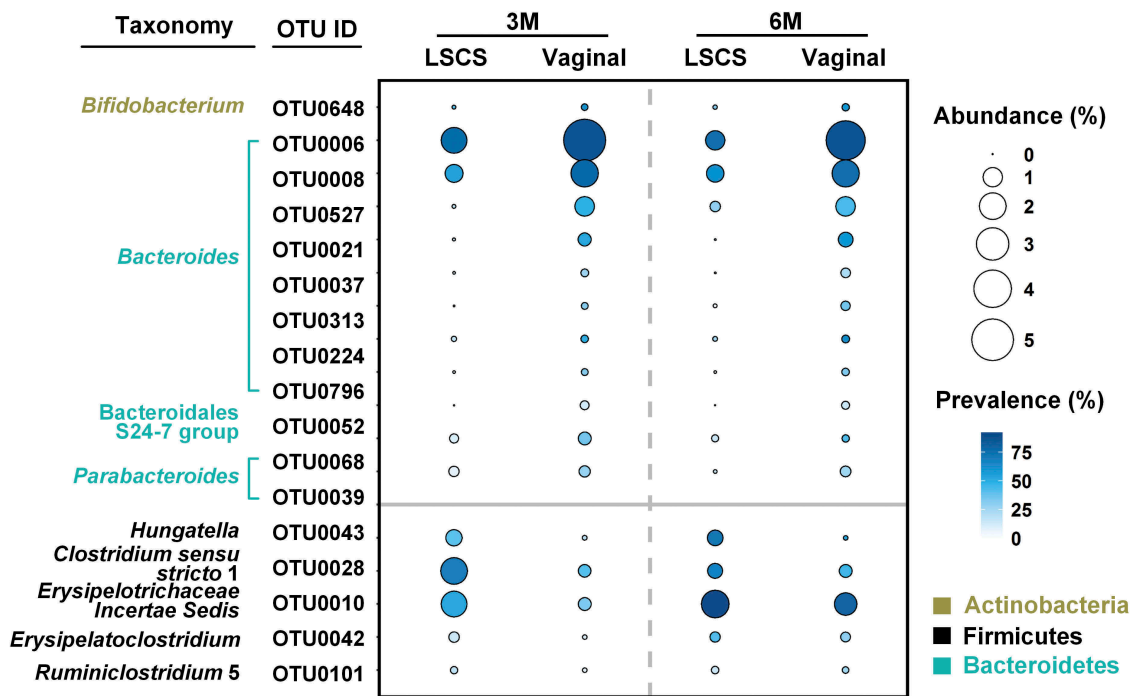 Taxonomy OTU ID 3M 6M
LSCS Vaginal LSCS Vaginal
Bifidobacterium OTU0648
OTU0006
OTU0008
OTU0527
Bacteroides OTU0021
OTU0037
OTU0313
OTU0224
OTU0796
Bacteroidales
S24-7 group OTU0052
OTU0068
Parabacteroides
OTU0039
Hungatella OTU0043
Clostridium sensu
stricto 1 OTU0028
Erysipelotrichaceae
Incertae Sedis OTU0010
Erysipelatoclostridium OTU0042
Ruminiclostridium 5 OTU0101
Abundance (%)
0
1
2
3
4
5
Prevalence (%)
75
50
25
0
Actinobacteria
Firmicutes
Bacteroidetes